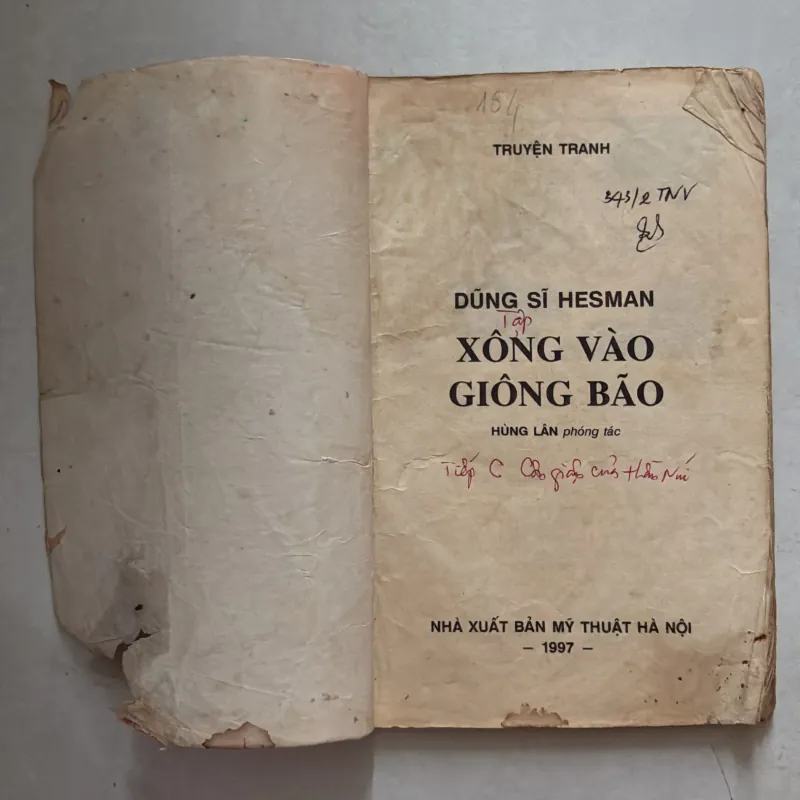 154
TRUYỆN TRANH
343/2 TNV
DŨNG SĨ HESMAN
Tập
XÔNG VÀO
GIÔNG BÃO
HÙNG LÂN phóng tác
Tiếp C của thần Núi
NHÀ XUẤT BẢN MỸ THUẬT HÀ NỘI
– 1997 –